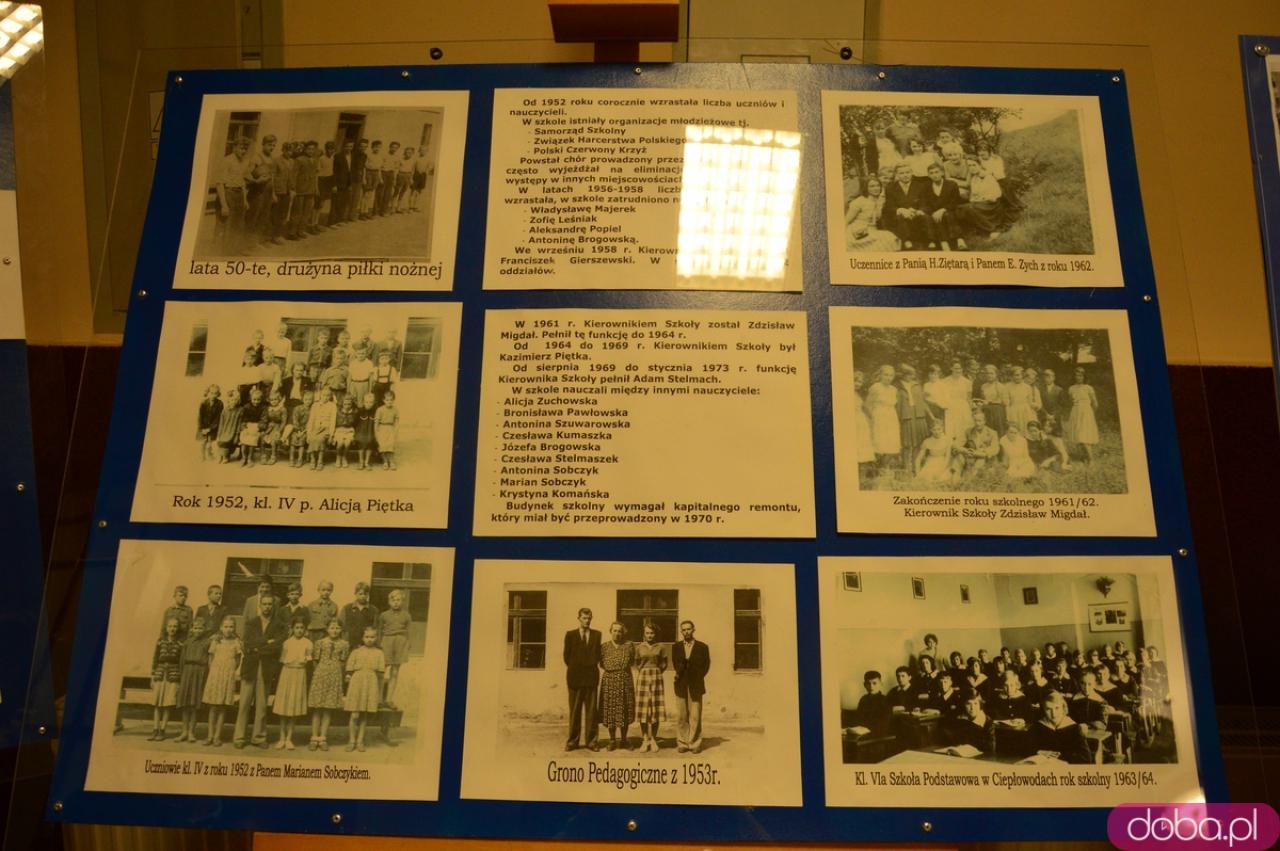 lata 50-te, drużyna piłki nożnej
Od 1952 roku corocznie wzrastała liczba uczniów i
nauczycieli.
W szkole istniały organizacje młodzieżowe tj.
- Samorząd Szkolny
- Związek Harcerstwa Polskiego
- Polski Czerwony Krzyż
Powstał chór prowadzony przez
często wyjeżdżał na eliminacje
występy w innych miejscowościach
W latach 1956-1958
wzrastała, w szkole zatrudniono
- Władysławę Majerek
- Zofię Leśniak
- Aleksandrę Popiel
- Antoninę Brogowską.
We wrześniu 1958 r.
Franciszek Gierszewski. W
oddziałów.
Uczennice z Panią H.Ziętarą i Panem E. Zych z roku 1962.
Rok 1952, kl. IV p. Alicją Piętka
W 1961 r. Kierownikiem Szkoły został Zdzisław
Migdał. Pełnił tę funkcję do 1964 r.
Od 1964 do 1969 r. Kierownikiem Szkoły był
Kazimierz Piętka.
Od sierpnia 1969 do stycznia 1973 r. funkcję
Kierownika Szkoły pełnił Adam Stelmach.
W szkole nauczali między innymi nauczyciele:
- Alicja Zuchowska
- Bronisława Pawłowska
- Antonina Szuwarowska
- Czesława Kumaszka
- Józefa Brogowska
- Czesława Stelmaszek
- Antonina Sobczyk
- Marian Sobczyk
- Krystyna Komańska
Budynek szkolny wymagał kapitalnego remontu,
który miał być przeprowadzony w 1970 r.
Zakończenie roku szkolnego 1961/62.
Kierownik Szkoły Zdzisław Migdał.
Uczniowie kl. IV z roku 1952 z Panem Marianem Sobczykiem.
Grono Pedagogiczne z 1953r.
Kl. VIa Szkoła Podstawowa w Ciepłowodach rok szkolny 1963/64.
doba.pl